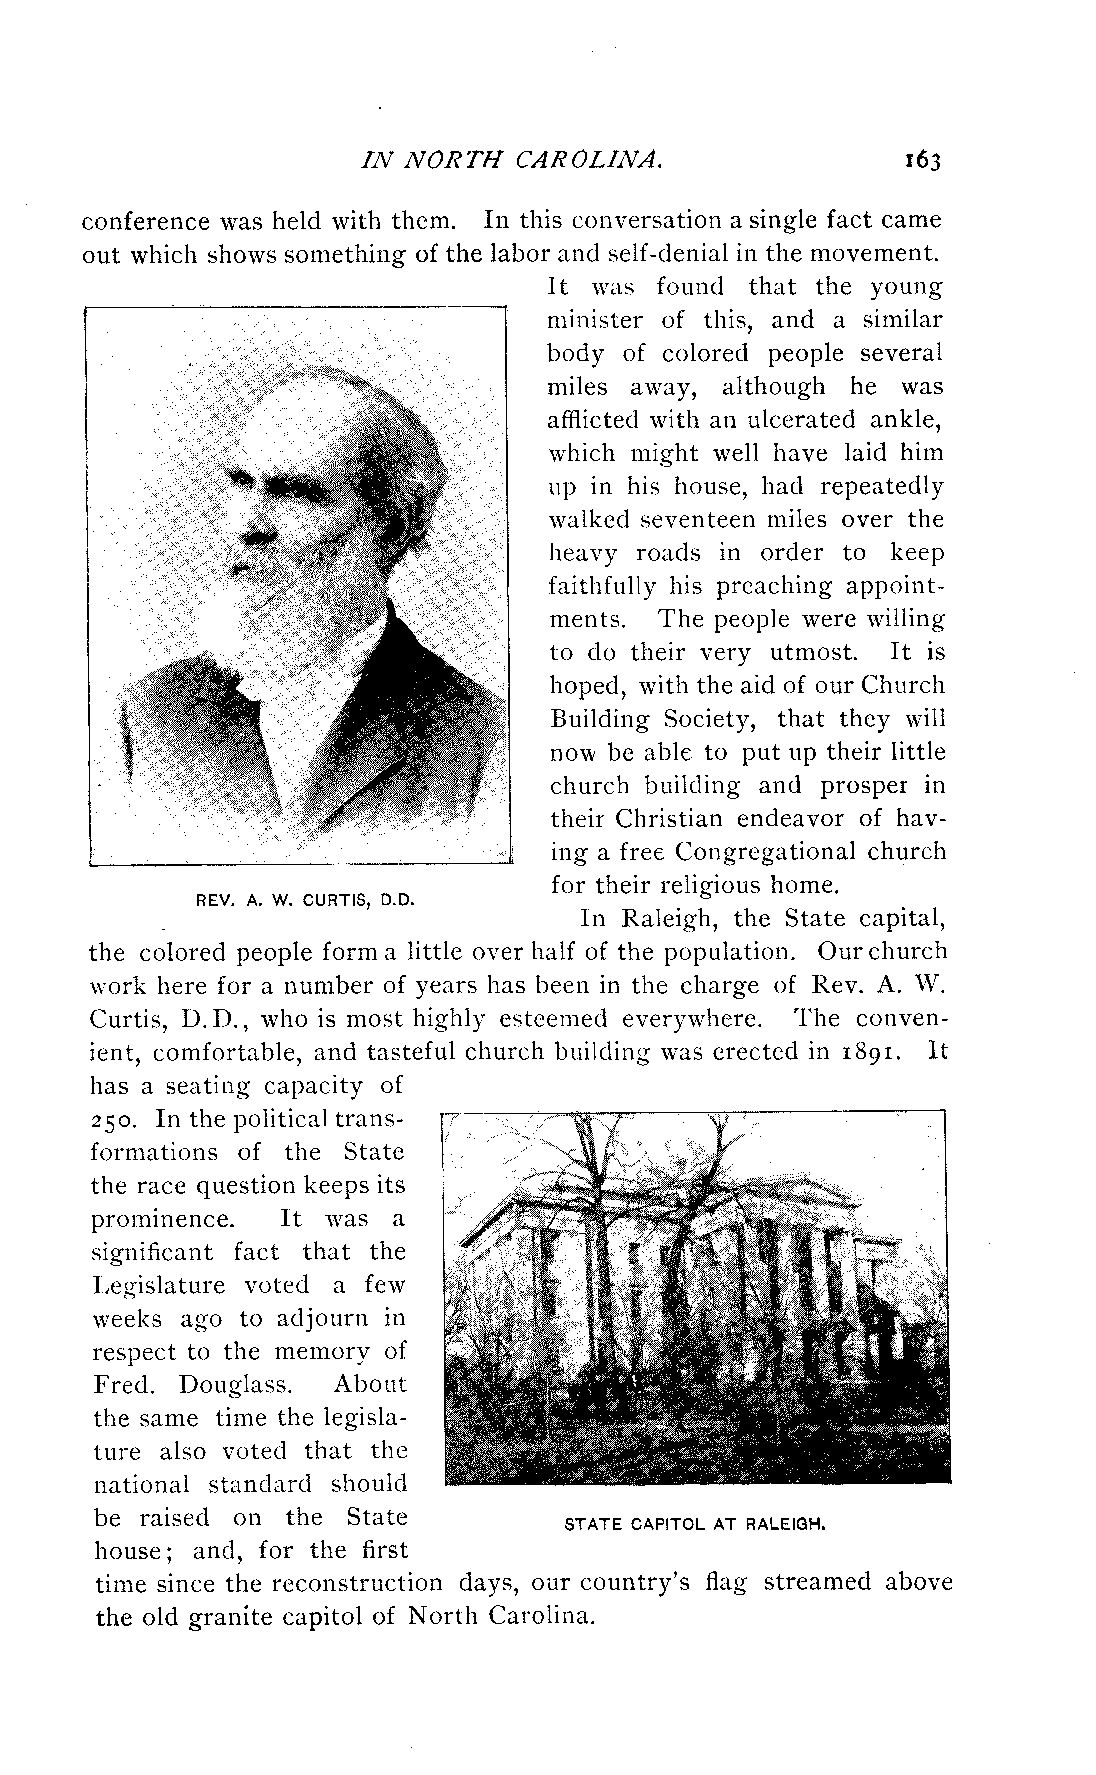 IN NORTH CAROLINA. 163
conference was held with them. In this conversation a single fact came
out which shows something of the labor and self-denial in the movement.
It was found that the young
minister of this, and a similar
body of colored people several
miles away, although he was
afflicted with an ulcerated ankle,
which might well have laid him
up in his house, had repeatedly
walked seventeen miles over the
heavy roads in order to keep
faithfully his preaching appoint-
ments. The people were willing
to do their very utmost. It is
hoped, with the aid of our Church
Building Society, that they will
now be able to put up their little
church building and prosper in
their Christian endeavor of hav-
ing a free Congregational church
for their religious home.
REV. A. W. CURTIS, D.D.
In Raleigh, the State capital,
the colored people form a little over half of the population. Our church
work here for a number of years has been in the charge of Rev. A. W.
Curtis, D.D., who is most highly esteemed everywhere. The conven-
ient, comfortable, and tasteful church building was erected in 1891. It
has a seating capacity of
250. In the political trans-
formations of the State
the race question keeps its
prominence. It was a
significant fact that the
Legislature voted a few
weeks ago to adjourn in
respect to the memory of
Fred. Douglass. About
the same time the legisla-
ture also voted that the
national standard should
be raised on the State
house; and, for the first
STATE CAPITOL AT RALEIGH.
time since the reconstruction days, our country's flag streamed above
the old granite capitol of North Carolina.